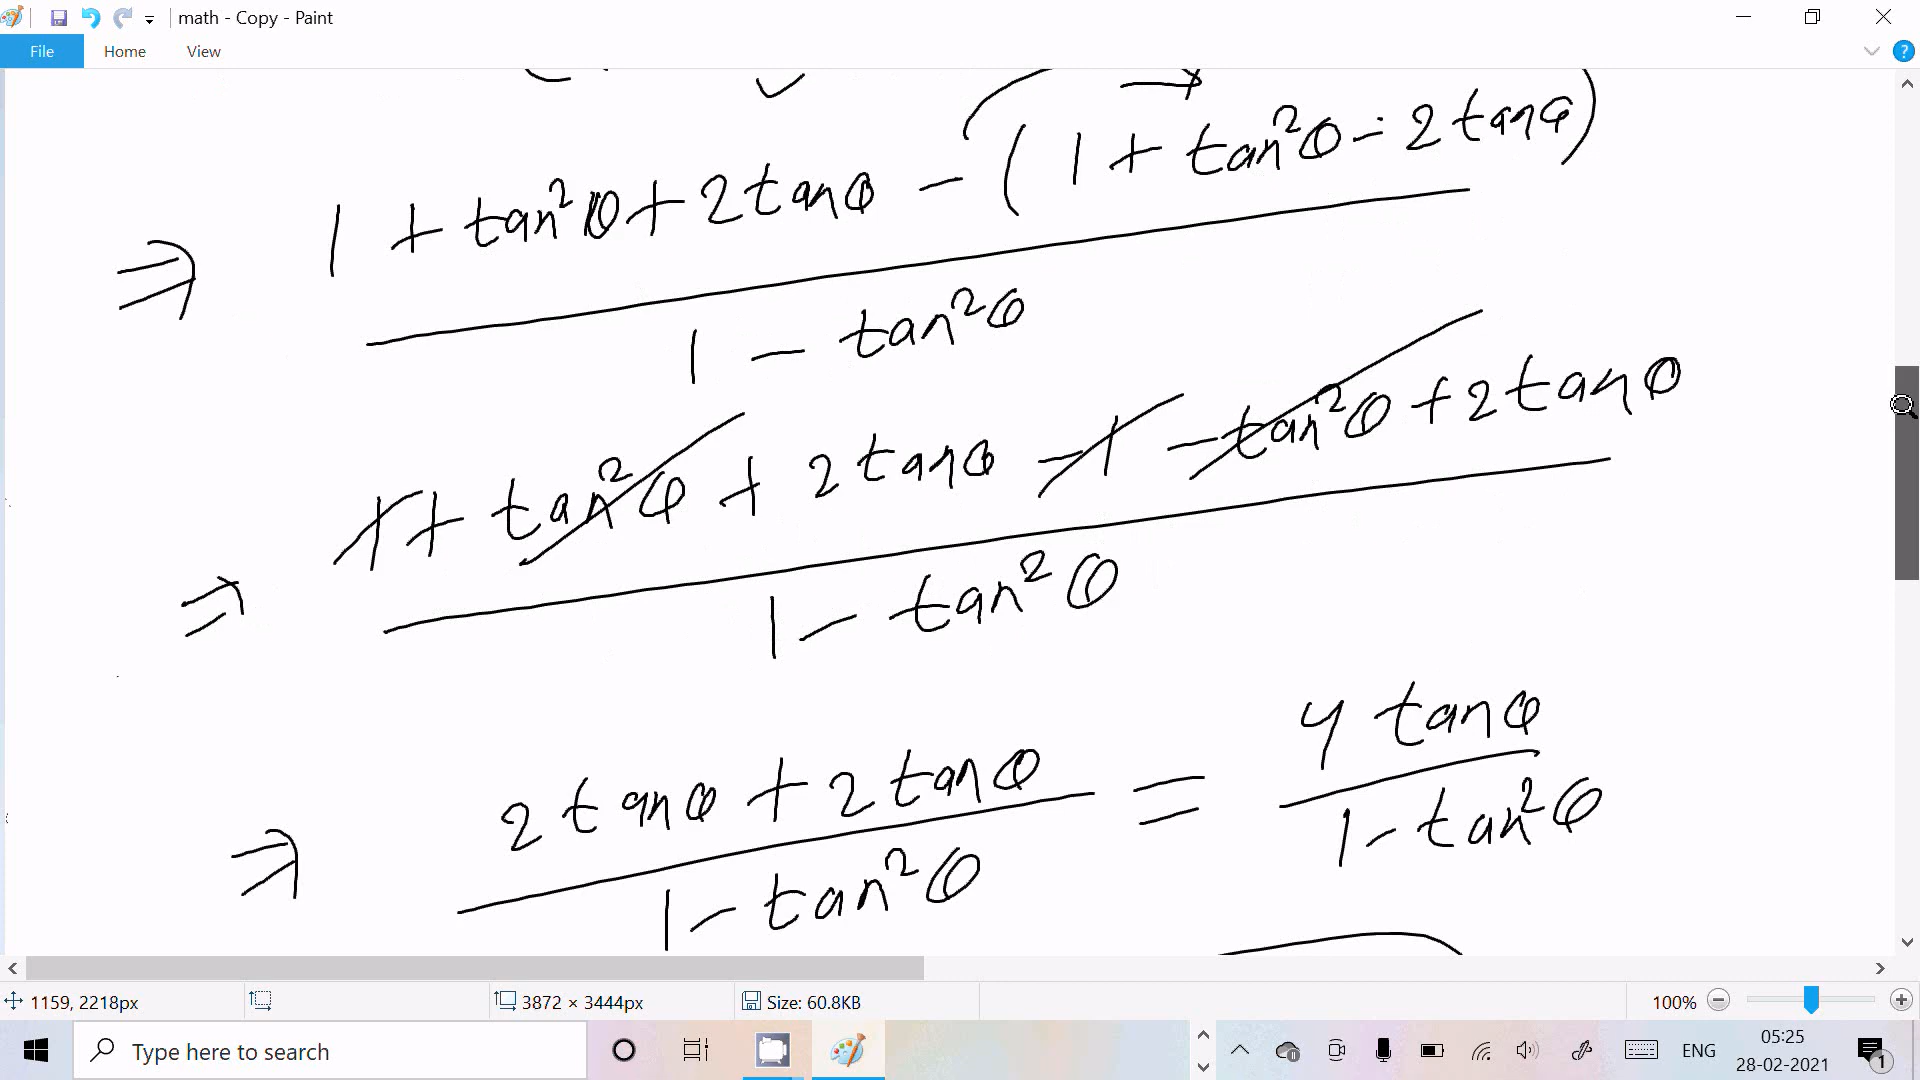 math - Copy - Paint
File Home View
⇒ 1 + tan²θ + 2tanθ - (1 + tan²θ - 2tanθ)
1 - tan²θ
⇒ 1 + tan²θ + 2tanθ - 1 - tan²θ + 2tanθ
1 - tan²θ
⇒ 2tanθ + 2tanθ = 4tanθ
1 - tan²θ 1 - tan²θ
1159, 2218px 3872 × 3444px Size: 60.8KB 100%
Type here to search ENG 05:25
28-02-2021 1